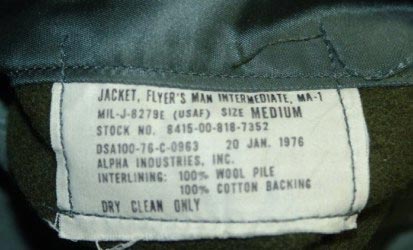 JACKET, FLYER'S MAN INTERMEDIATE, MA-1
MIL-J-8279E (USAF) SIZE MEDIUM
STOCK NO. 8415-00-818-7352
DSA100-76-C-0963 20 JAN. 1976
ALPHA INDUSTRIES, INC.
INTERLINING: 100% WOOL PILE
100% COTTON BACKING
DRY CLEAN ONLY